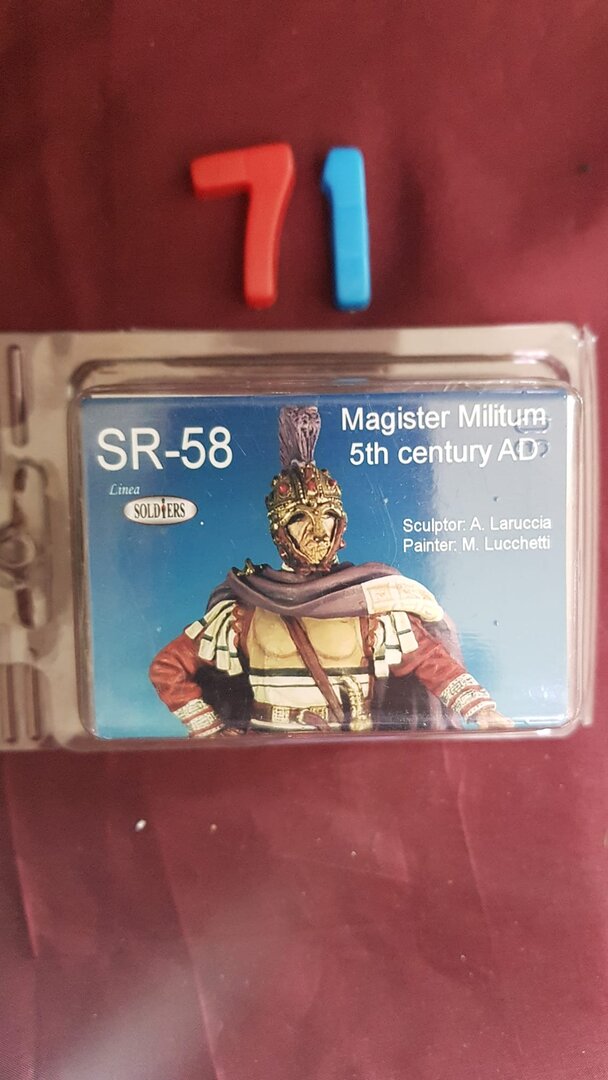 71
SR-58
Linea
SOLDIERS
Magister Militum
5th century AD
Sculptor: A. Laruccia
Painter: M. Lucchetti